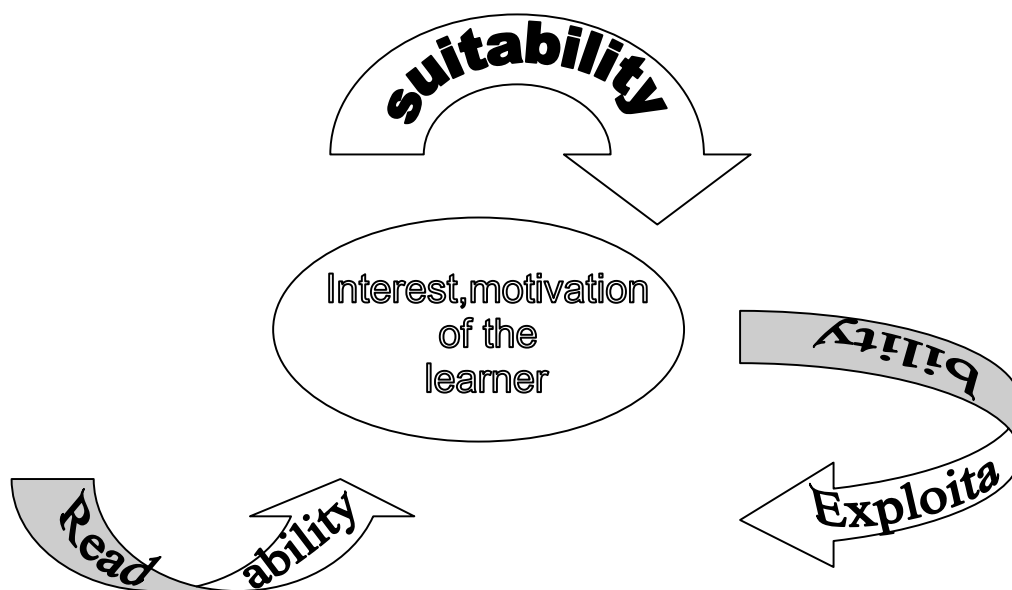 suitability
Interest,motivation
of the
learner
bility
Exploita
Read
ability